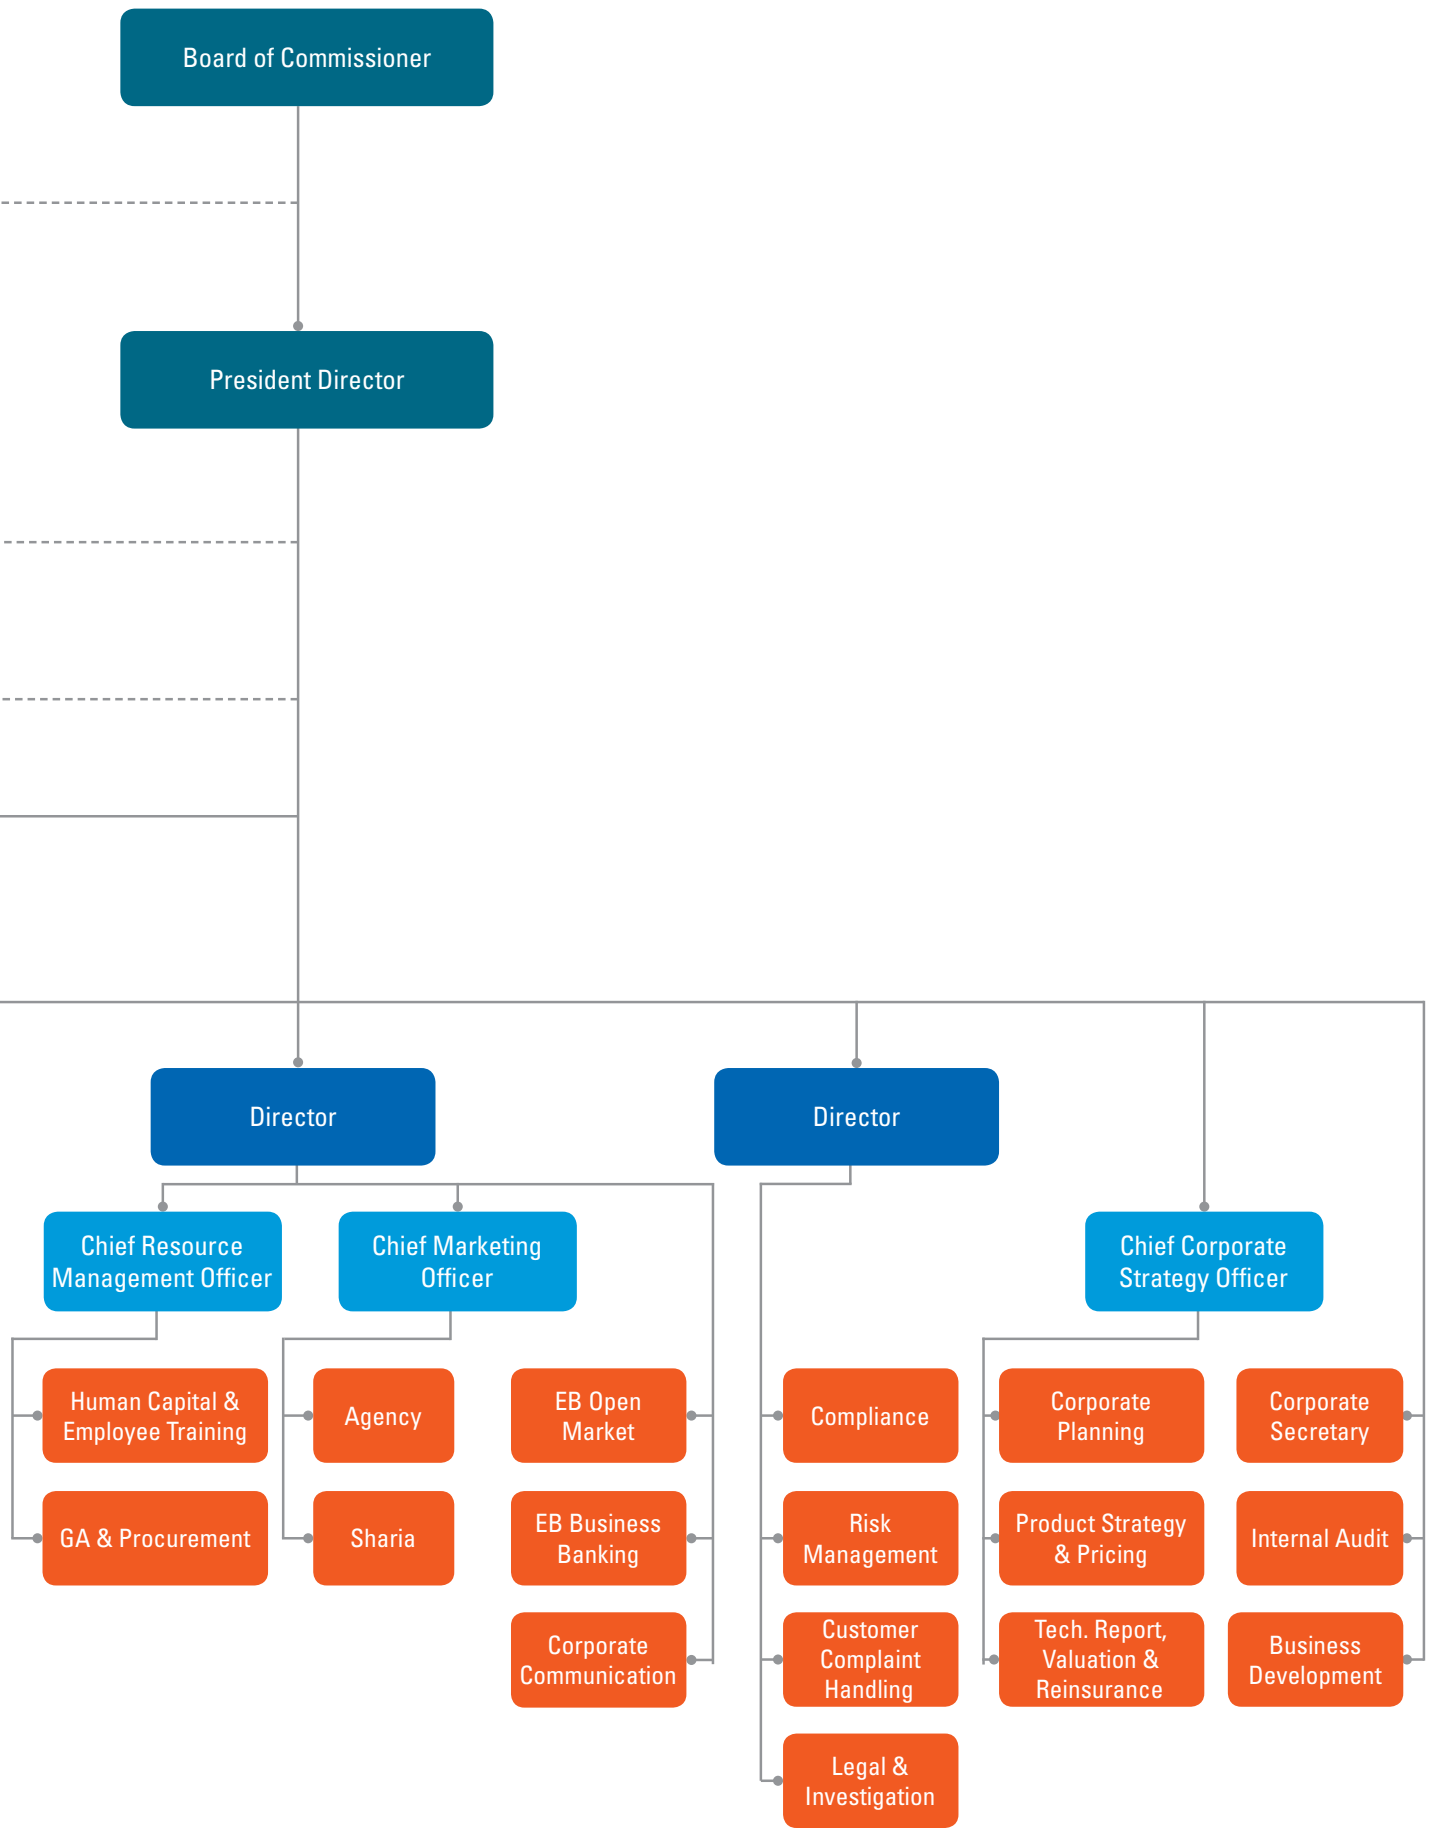 Board of Commissioner
President Director
Director
Director
Chief Resource
Management Officer
Chief Marketing
Officer
Chief Corporate
Strategy Officer
Human Capital &
Employee Training
GA & Procurement
Agency
Sharia
EB Open
Market
EB Business
Banking
Corporate
Communication
Compliance
Risk
Management
Customer
Complaint
Handling
Legal &
Investigation
Corporate
Planning
Product Strategy
& Pricing
Tech. Report,
Valuation &
Reinsurance
Corporate
Secretary
Internal Audit
Business
Development